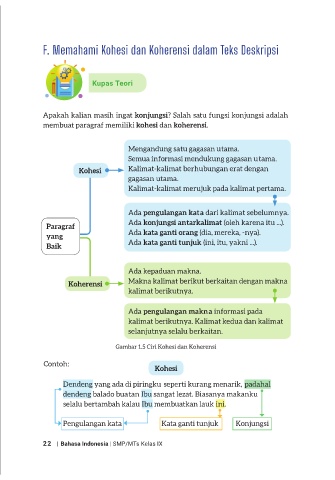 F. Memahami Kohesi dan Koherensi dalam Teks Deskripsi
Kupas Teori
Apakah kalian masih ingat konjungsi? Salah satu fungsi konjungsi adalah
membuat paragraf memiliki kohesi dan koherensi.
Paragraf
yang
Baik
Kohesi
Mengandung satu gagasan utama.
Semua informasi mendukung gagasan utama.
Kalimat-kalimat berhubungan erat dengan
gagasan utama.
Kalimat-kalimat merujuk pada kalimat pertama.
Ada pengulangan kata dari kalimat sebelumnya.
Ada konjungsi antarkalimat (oleh karena itu ...).
Ada kata ganti orang (dia, mereka, -nya).
Ada kata ganti tunjuk (ini, itu, yakni ...).
Koherensi
Ada kepaduan makna.
Makna kalimat berikut berkaitan dengan makna
kalimat berikutnya.
Ada pengulangan makna informasi pada
kalimat berikutnya. Kalimat kedua dan kalimat
selanjutnya selalu berkaitan.
Gambar 1.5 Ciri Kohesi dan Koherensi
Contoh:
Kohesi
Dendeng yang ada di piringku seperti kurang menarik, padahal
dendeng balado buatan Ibu sangat lezat. Biasanya makanku
selalu bertambah kalau Ibu membuatkan lauk ini.
Pengulangan kata
Kata ganti tunjuk
Konjungsi
22 | Bahasa Indonesia | SMP/MTs Kelas IX